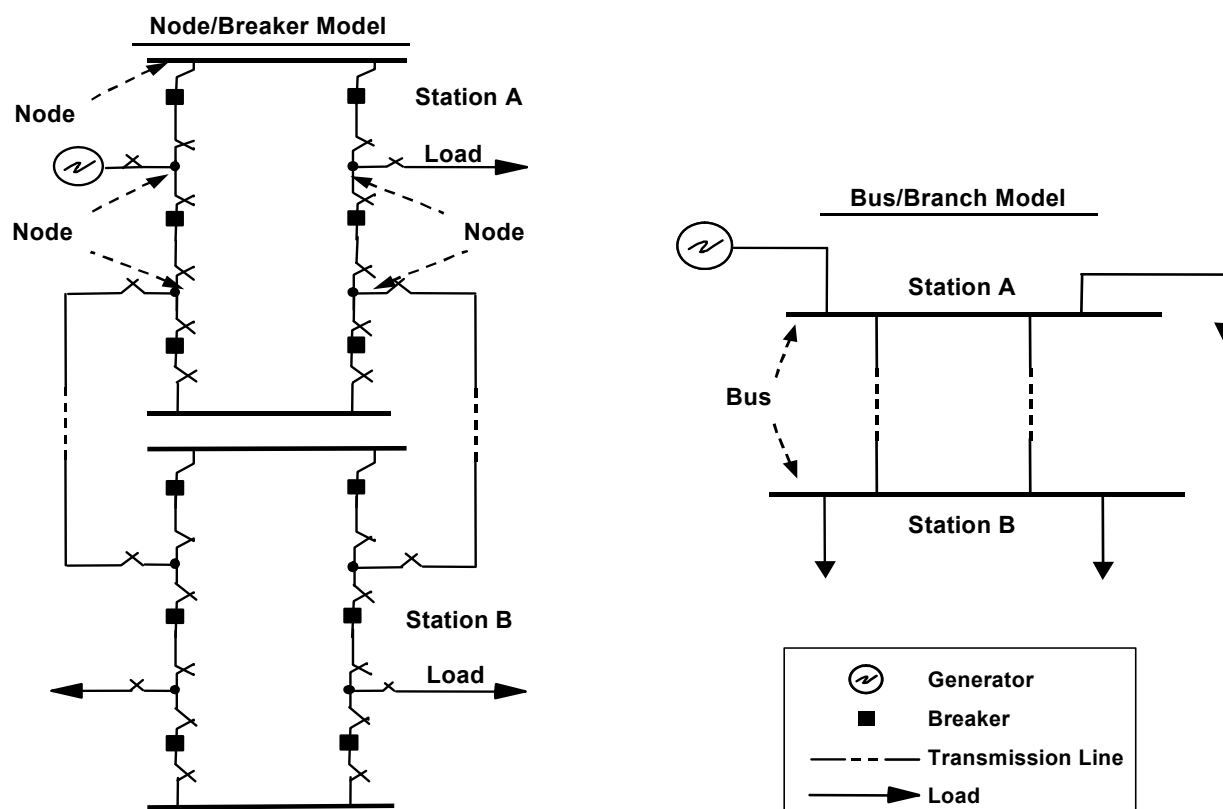 Node/Breaker Model
Station A
Node
Load
Node
Node
Station B
Load
Bus/Branch Model
Station A
Bus
Station B
Generator
Breaker
Transmission Line
Load